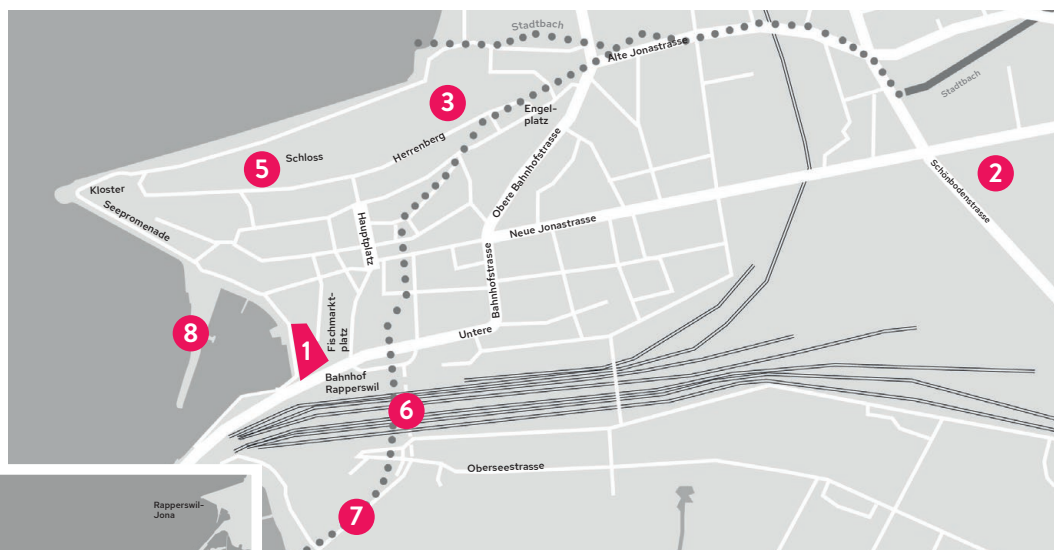 Stadtbach
Alte Jonastrasse
Stadtbach
3
Engel-
platz
Herrenberg
5
Schloss
2
Schönbodenstrasse
Kloster
Seepromenade
Obere Bahnhofstrasse
Hauptplatz
Neue Jonastrasse
Bahnhofstrasse
Untere
8
Fischmarkt-
platz
1
Bahnhof
Rapperswil
6
Oberseestrasse
7
Rapperswil-
Jona